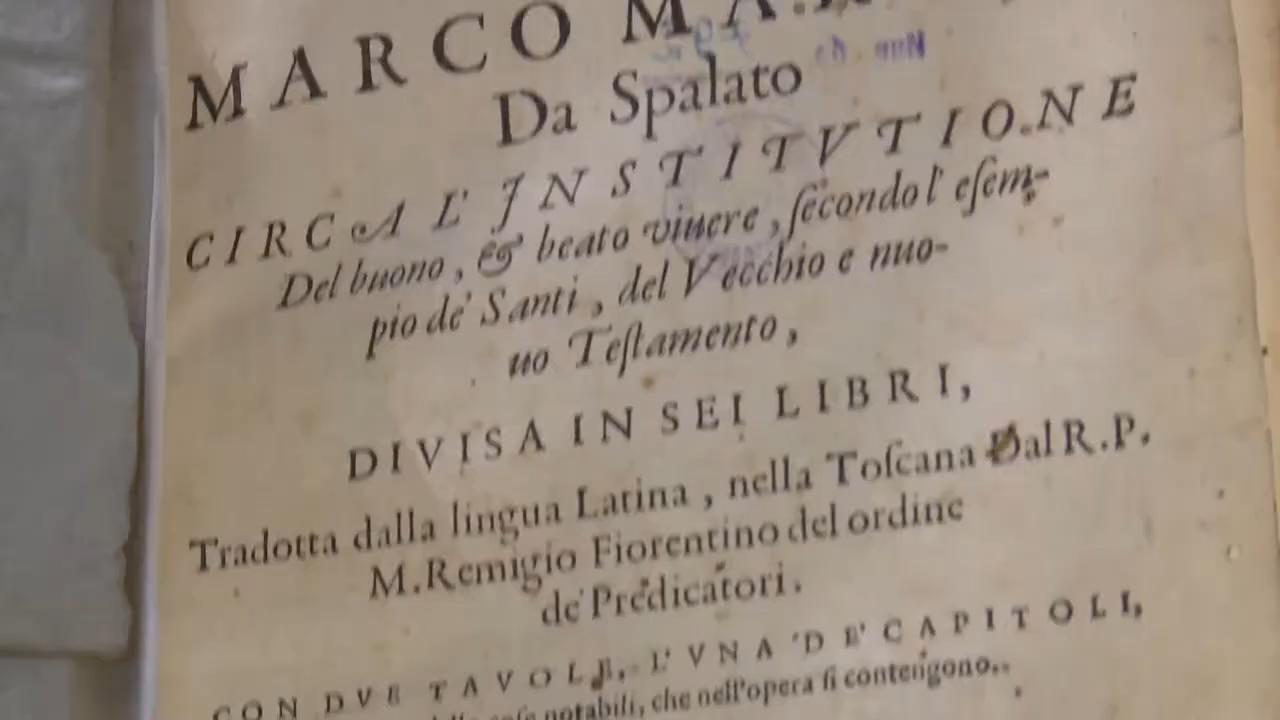 MARCO
Da Spalato
CIRCA L' INSTITVTIONE
Del buono, & beato viuere, ſecondo l' eſem-
pio de' Santi, del Vecchio e nuo-
uo Teſtamento,
DIVISA IN SEI LIBRI,
Tradotta dalla lingua Latina, nella Toſcana Dal R.P.
M. Remigio Fiorentino del ordine
de' Predicatori.
CON DVE TAVOLE, L'VNA DE' CAPITOLI,
notabili, che nell'opera ſi contengono.